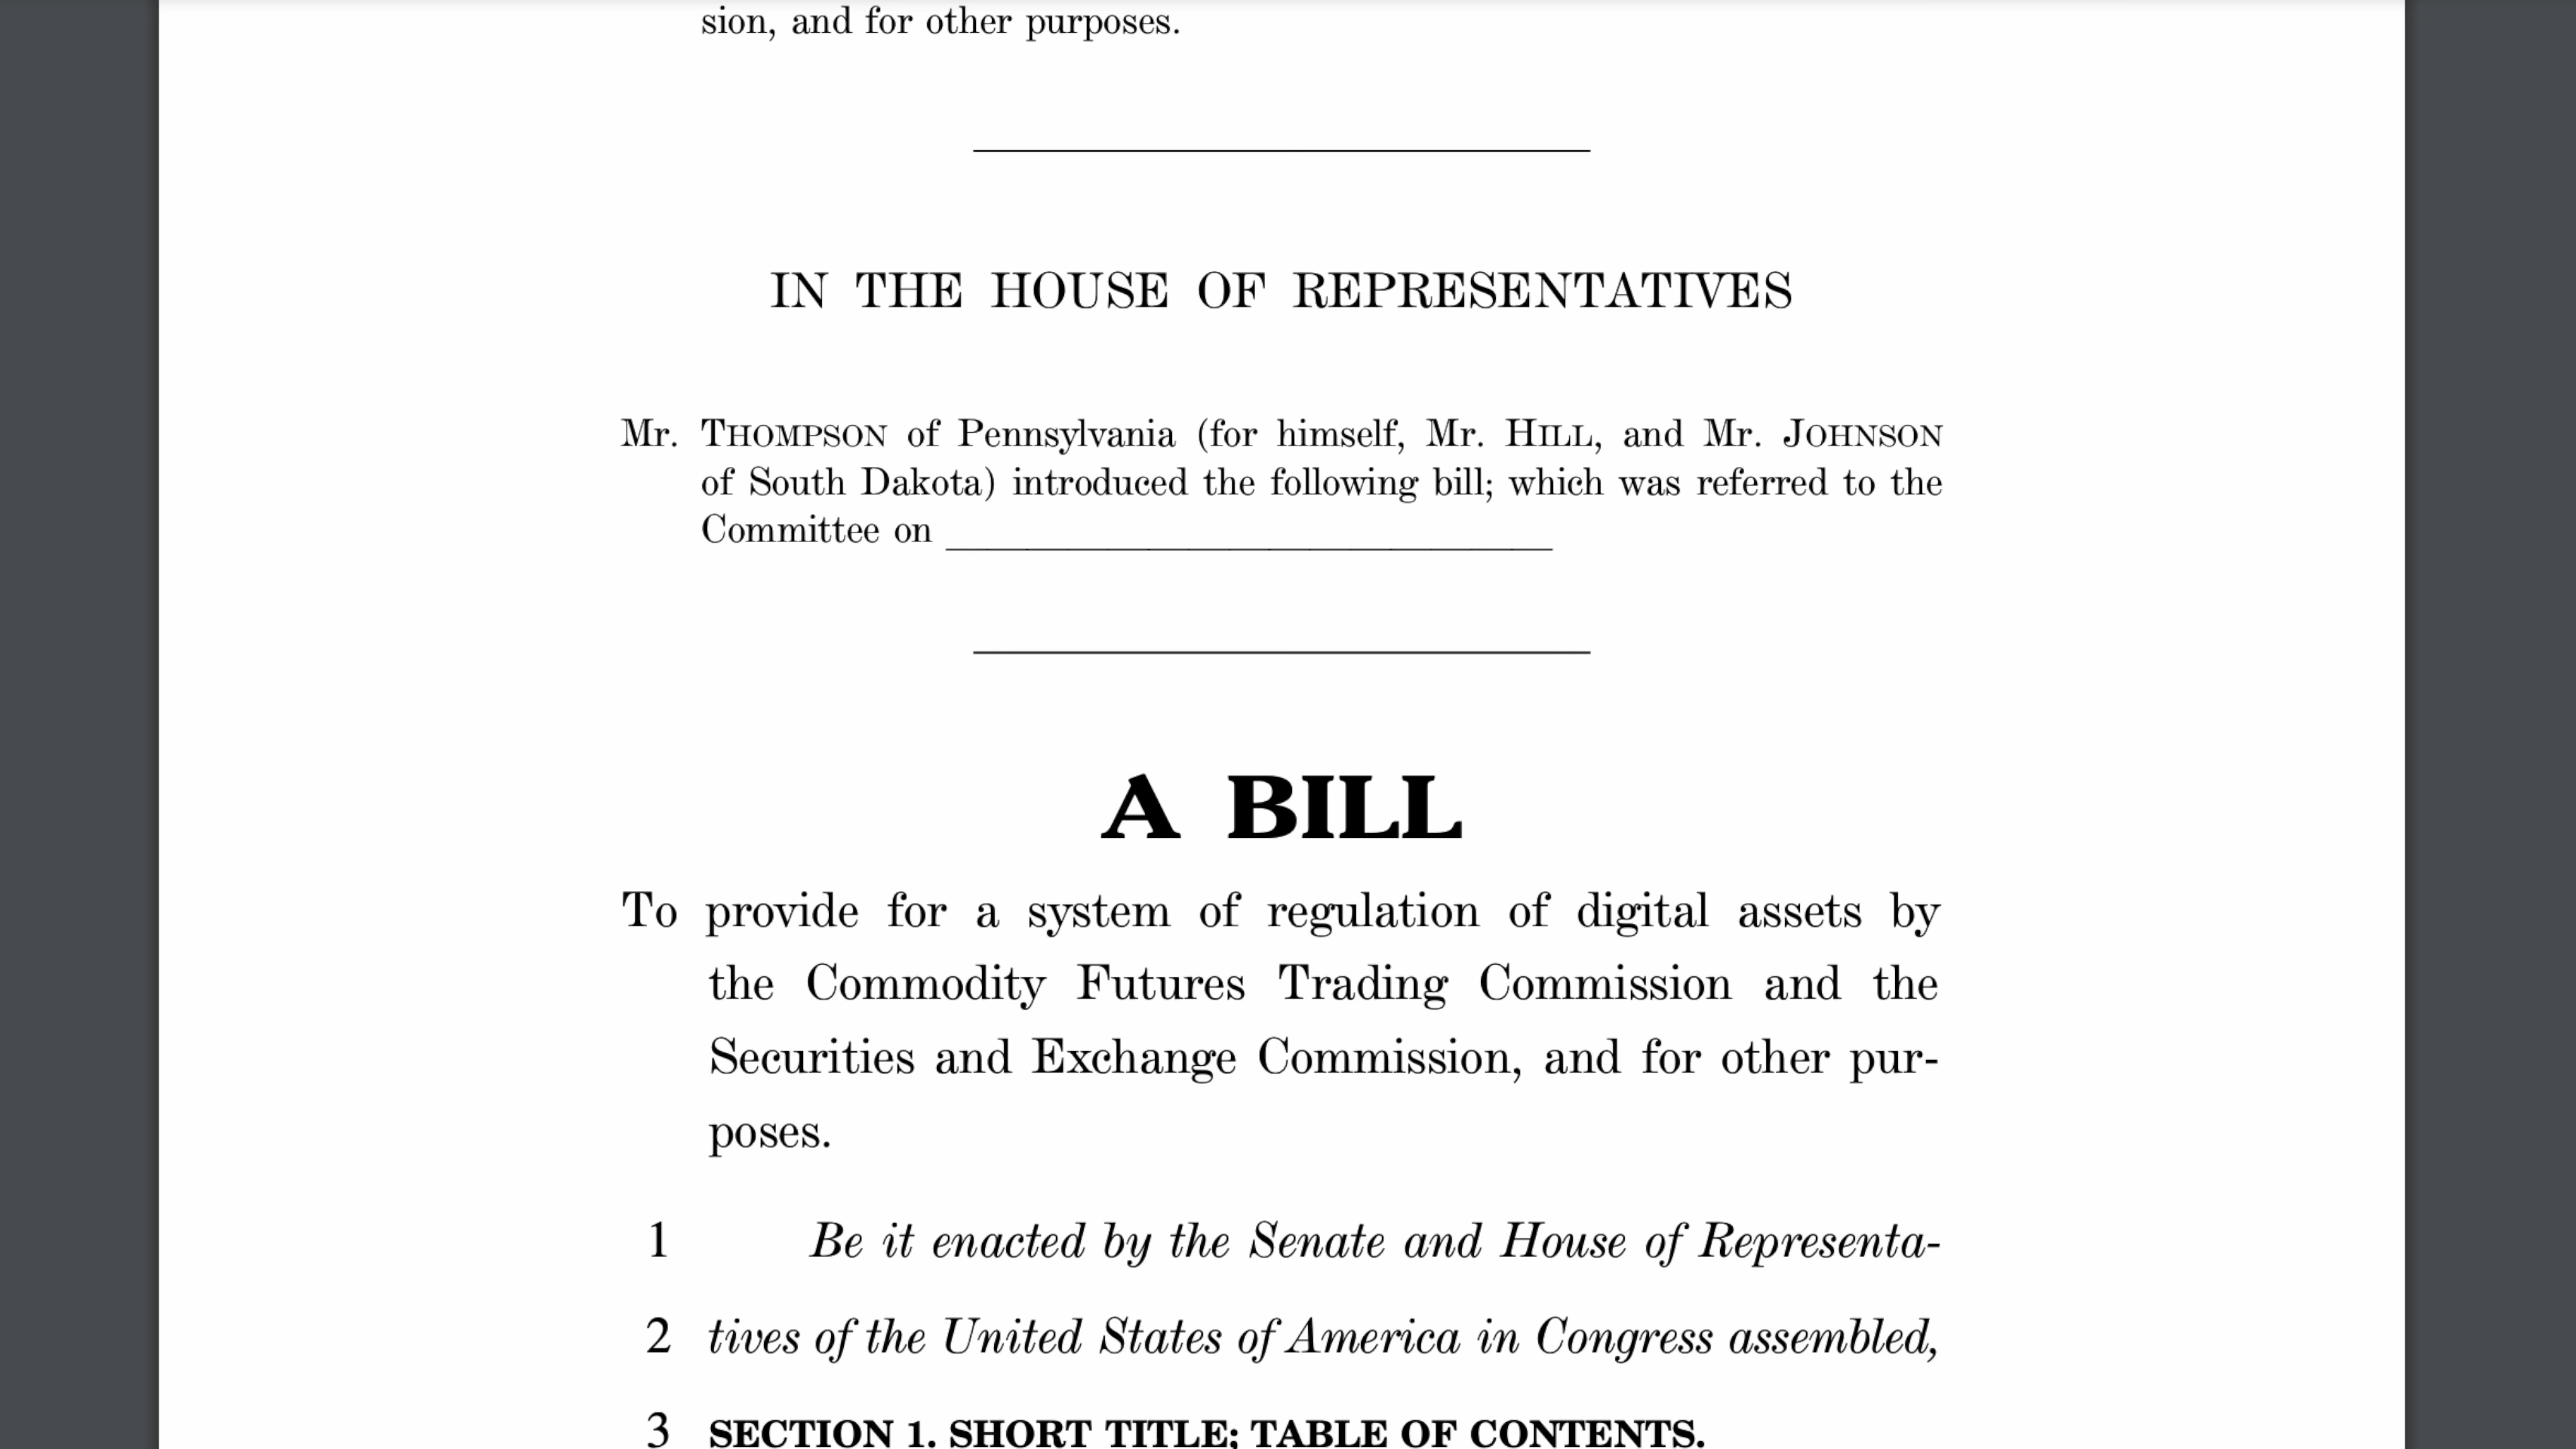 sion, and for other purposes.
IN THE HOUSE OF REPRESENTATIVES
Mr. THOMPSON of Pennsylvania (for himself, Mr. HILL, and Mr. JOHNSON
of South Dakota) introduced the following bill; which was referred to the
Committee on
A BILL
To provide for a system of regulation of digital assets by
the Commodity Futures Trading Commission and the
Securities and Exchange Commission, and for other pur-
poses.
1 Be it enacted by the Senate and House of Representa-
2 tives of the United States of America in Congress assembled,
3 SECTION 1. SHORT TITLE; TABLE OF CONTENTS.